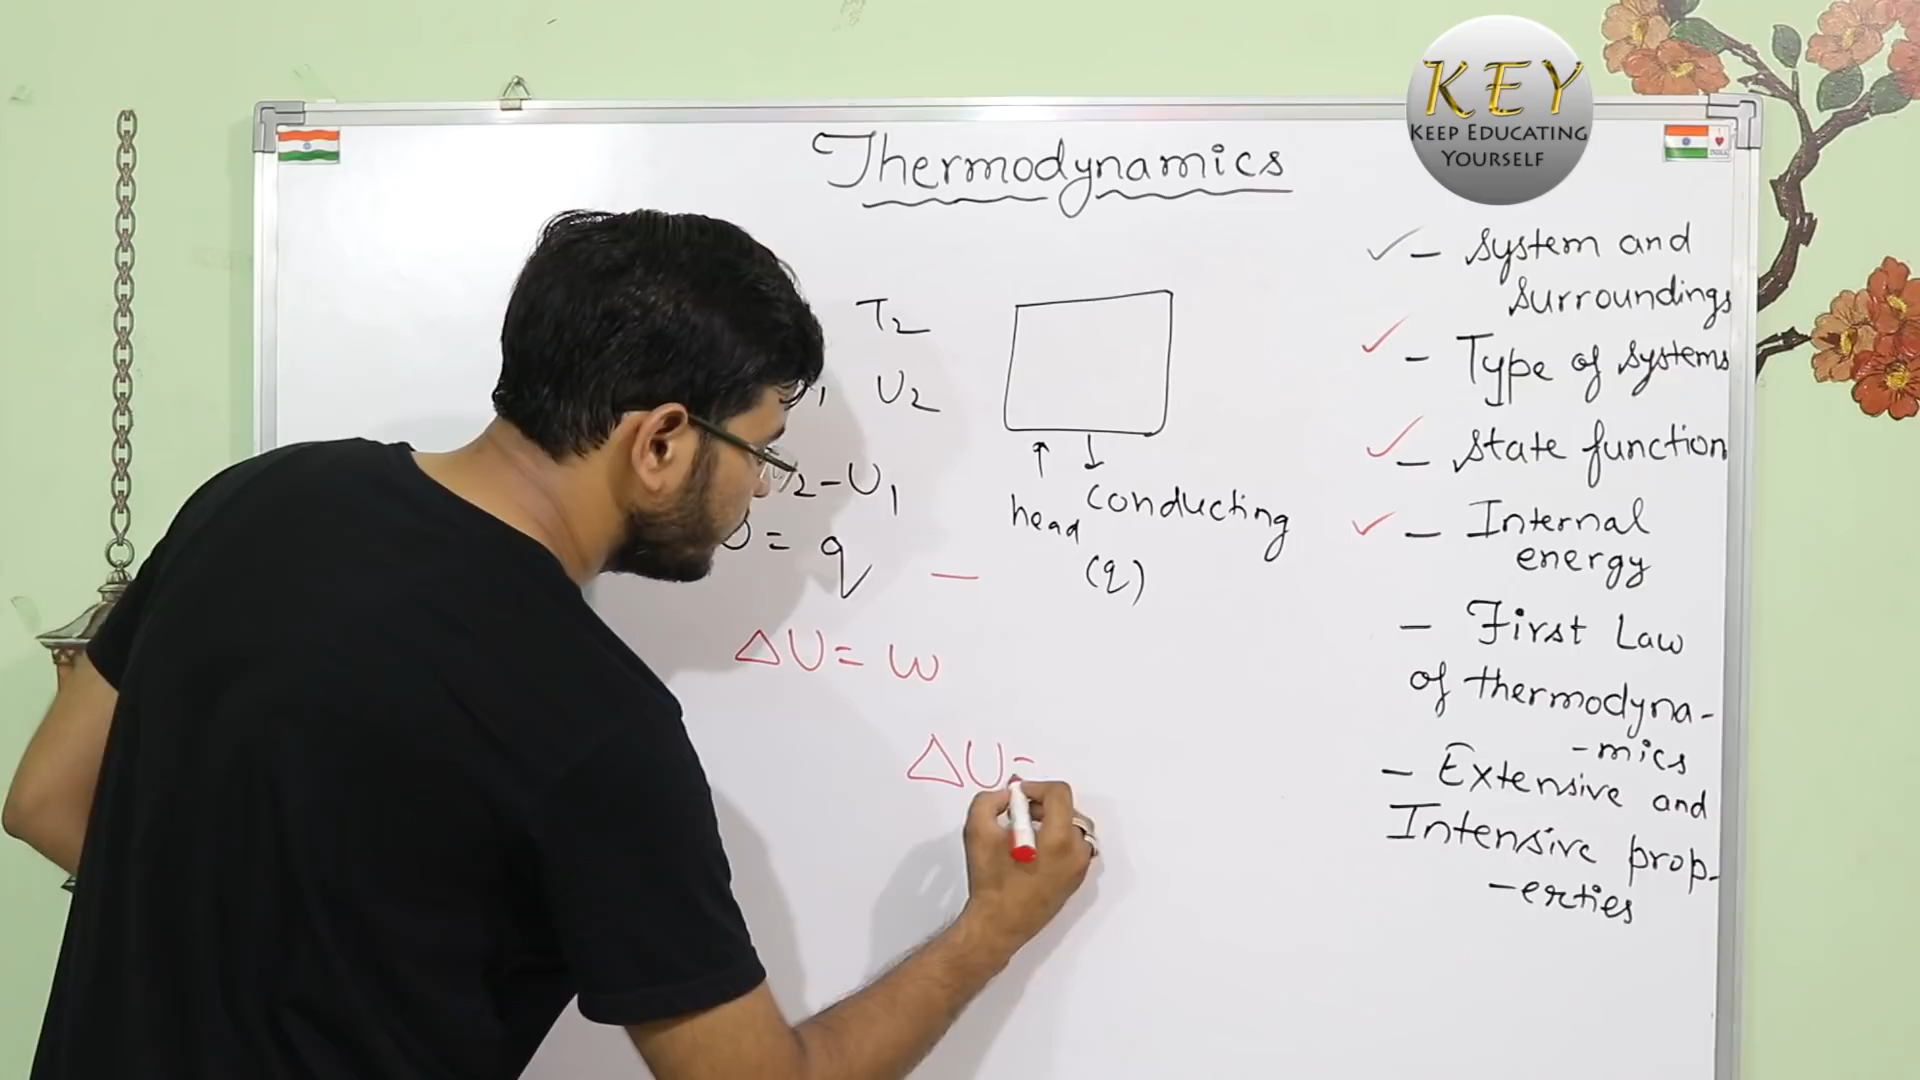 KEY
KEEP EDUCATING
YOURSELF
Thermodynamics
T2
U2
U2-U1
U = q —
ΔU = w
ΔU=
head conducting
(q)
- System and
surroundings
- Type of systems
- State function
- Internal
energy
- First Law
of thermodyna-
-mics
- Extensive and
Intensive prop-
-erties